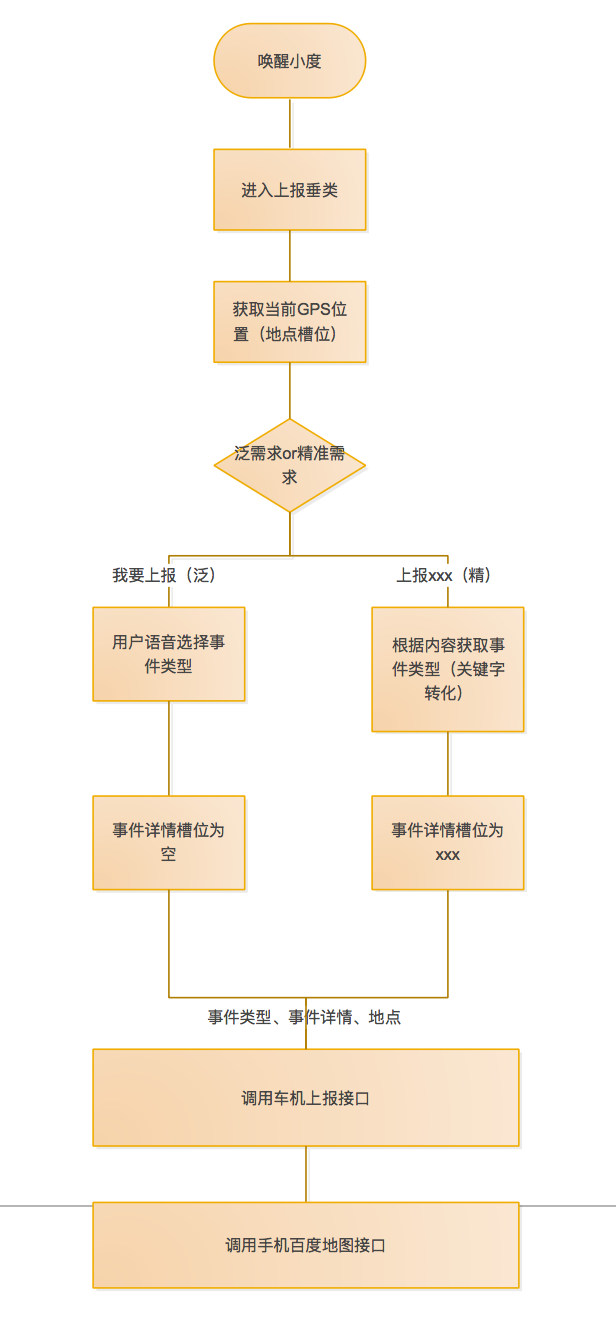 唤醒小度
进入上报垂类
获取当前GPS位
置（地点槽位）
泛需求or精准需
求
我要上报（泛）
上报xxx（精）
用户语音选择事
件类型
根据内容获取事
件类型（关键字
转化）
事件详情槽位为
空
事件详情槽位为
xxx
事件类型、事件详情、地点
调用车机上报接口
调用手机百度地图接口